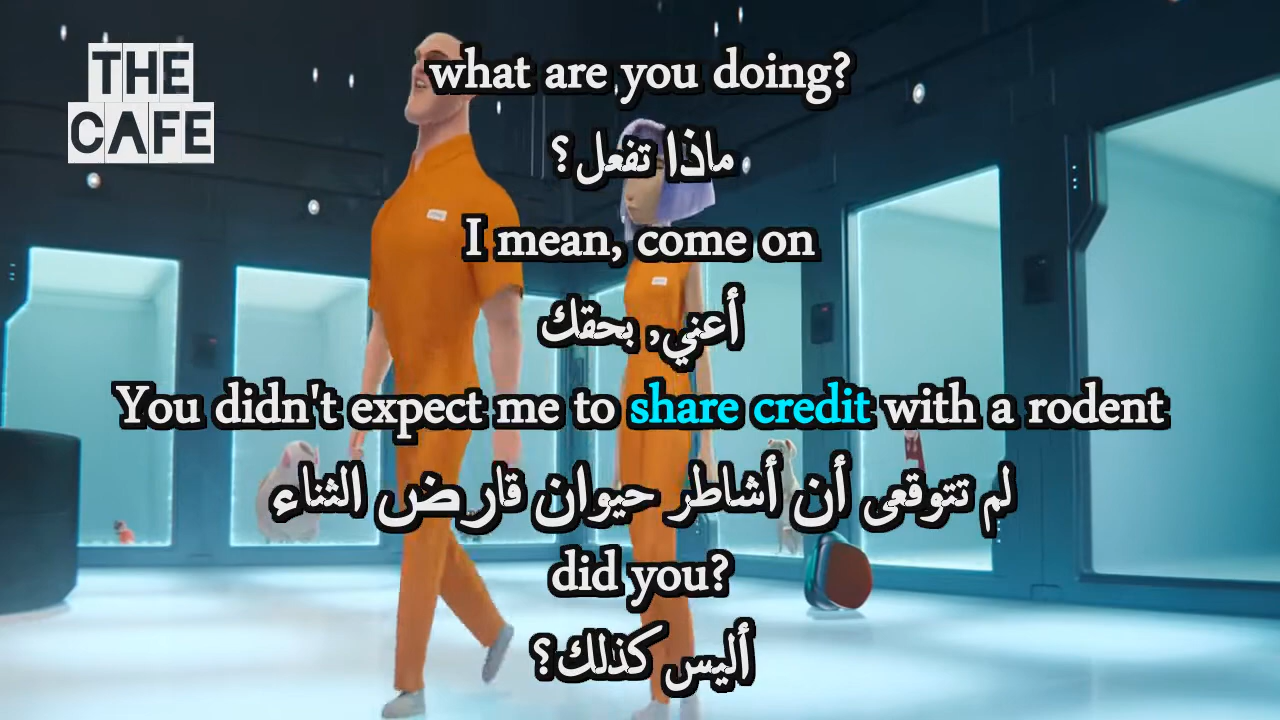 THE
CAFE
what are you doing?
ماذا تفعل؟
I mean, come on
أعني, بحقك
You didn't expect me to share credit with a rodent
لم تتوقعى أن أشاطر حيوان قارض الثناء
did you?
أليس كذلك؟